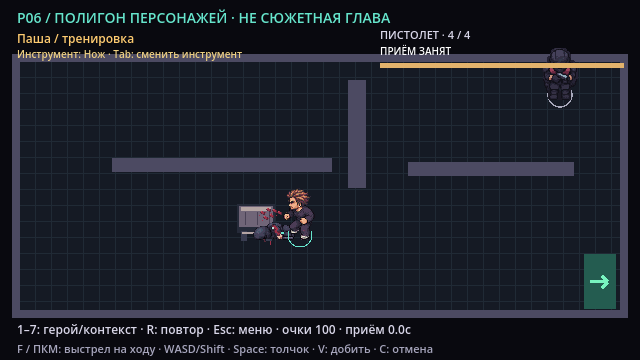 P06 / ПОЛИГОН ПЕРСОНАЖЕЙ · НЕ СЮЖЕТНАЯ ГЛАВА
Паша / тренировка
ПИСТОЛЕТ · 4 / 4
Инструмент: Нож · Tab: сменить инструмент
ПРИЁМ ЗАНЯТ
1–7: герой/контекст · R: повтор · Esc: меню · очки 100 · приём 0.0с
F / ПКМ: выстрел на ходу · WASD/Shift · Space: толчок · V: добить · C: отмена